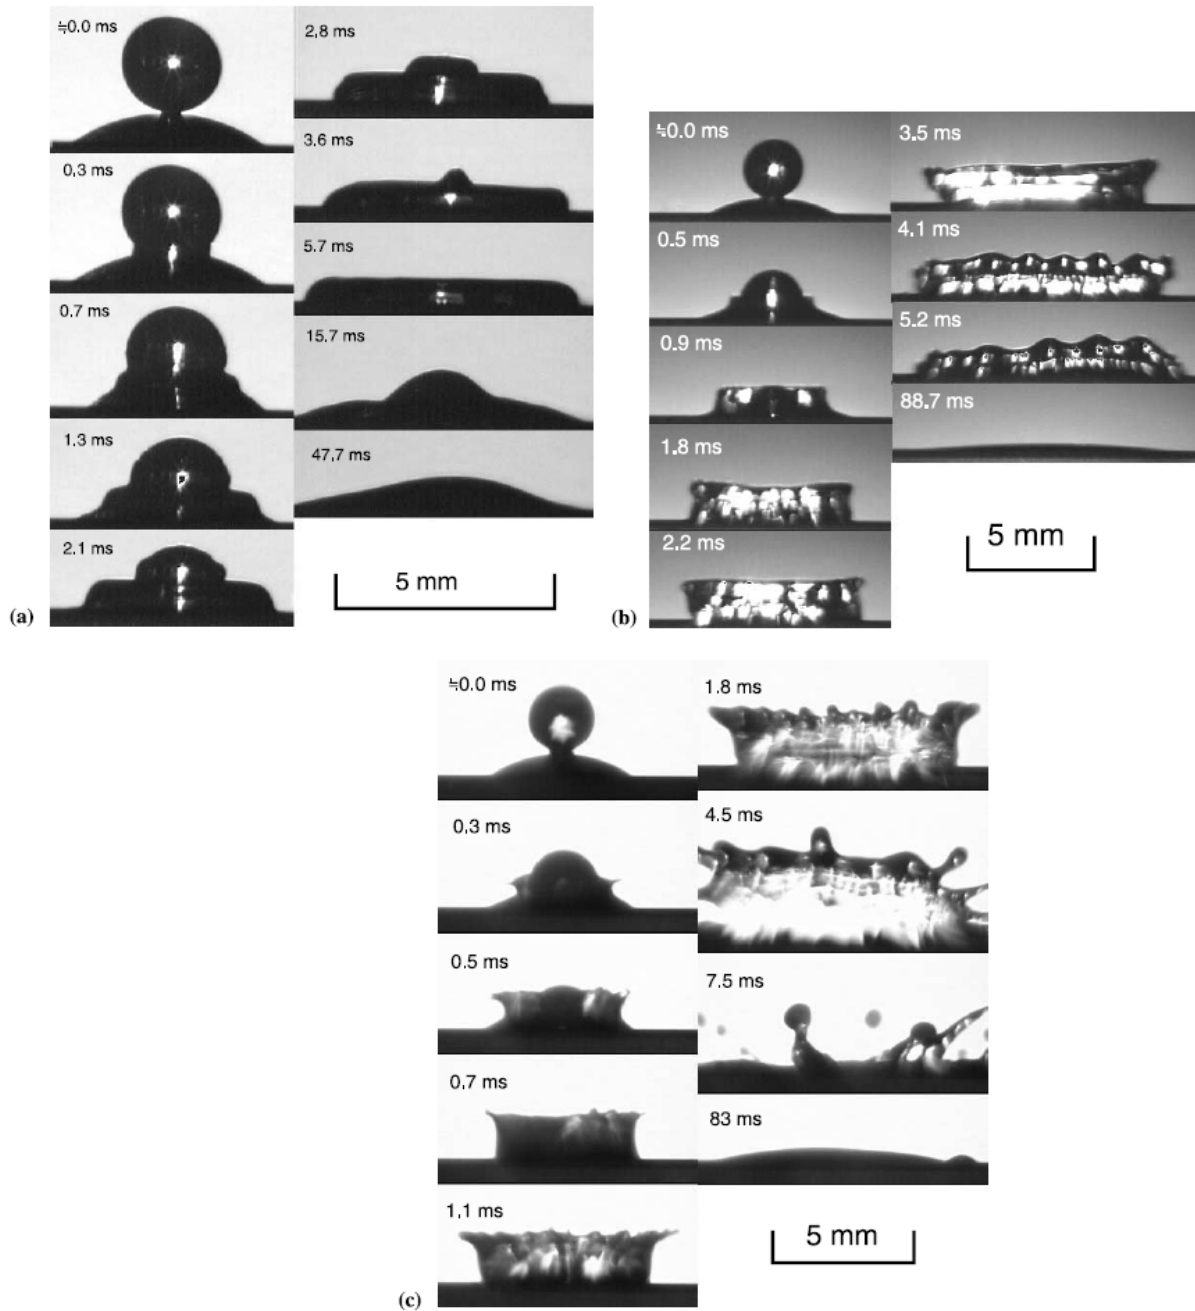 ≒0.0 ms
0,3 ms
0.7 ms
1.3 ms
2.1 ms
2,8 ms
3.6 ms
5.7 ms
15.7 ms
47,7 ms
5 mm
(a)
≒0.0 ms
0.5 ms
0.9 ms
1.8 ms
2.2 ms
3.5 ms
4.1 ms
5.2 ms
88.7 ms
5 mm
(b)
≒0.0 ms
0,3 ms
0.5 ms
0,7 ms
1,1 ms
1.8 ms
4.5 ms
7.5 ms
83 ms
5 mm
(c)